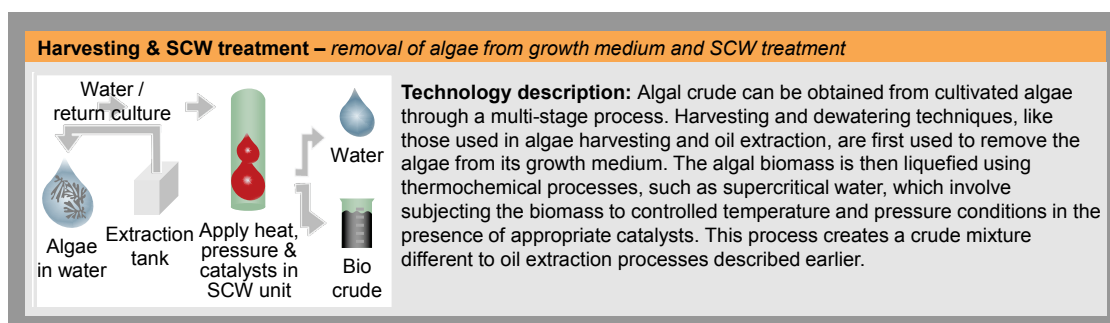 Harvesting & SCW treatment – removal of algae from growth medium and SCW treatment
Water /
return culture
Water
Algae
in water
Extraction
tank
Apply heat,
pressure &
catalysts in
SCW unit
Bio
crude
Technology description: Algal crude can be obtained from cultivated algae
through a multi-stage process. Harvesting and dewatering techniques, like
those used in algae harvesting and oil extraction, are first used to remove the
algae from its growth medium. The algal biomass is then liquefied using
thermochemical processes, such as supercritical water, which involve
subjecting the biomass to controlled temperature and pressure conditions in the
presence of appropriate catalysts. This process creates a crude mixture
different to oil extraction processes described earlier.